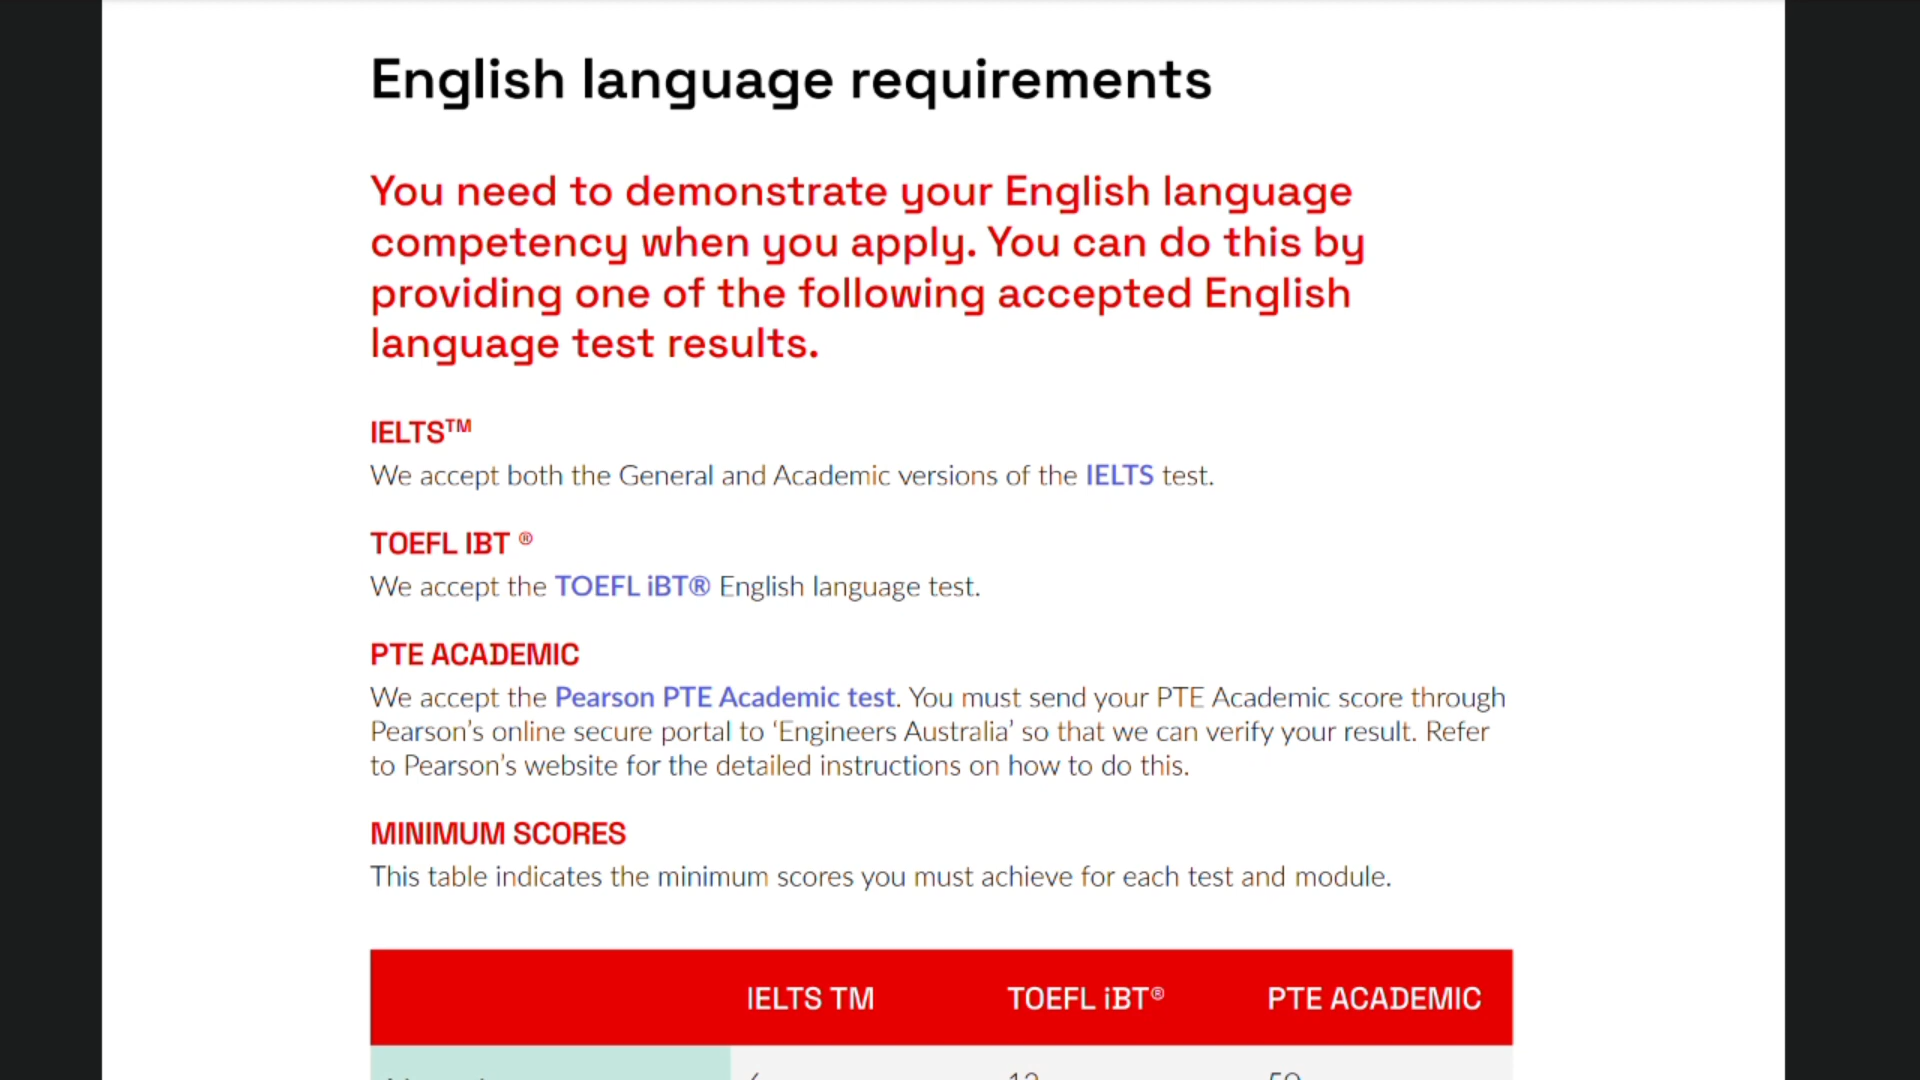 English language requirements
You need to demonstrate your English language
competency when you apply. You can do this by
providing one of the following accepted English
language test results.
IELTS™
We accept both the General and Academic versions of the IELTS test.
TOEFL IBT ®
We accept the TOEFL iBT® English language test.
PTE ACADEMIC
We accept the Pearson PTE Academic test. You must send your PTE Academic score through
Pearson’s online secure portal to ‘Engineers Australia’ so that we can verify your result. Refer
to Pearson’s website for the detailed instructions on how to do this.
MINIMUM SCORES
This table indicates the minimum scores you must achieve for each test and module.
IELTS TM TOEFL iBT® PTE ACADEMIC